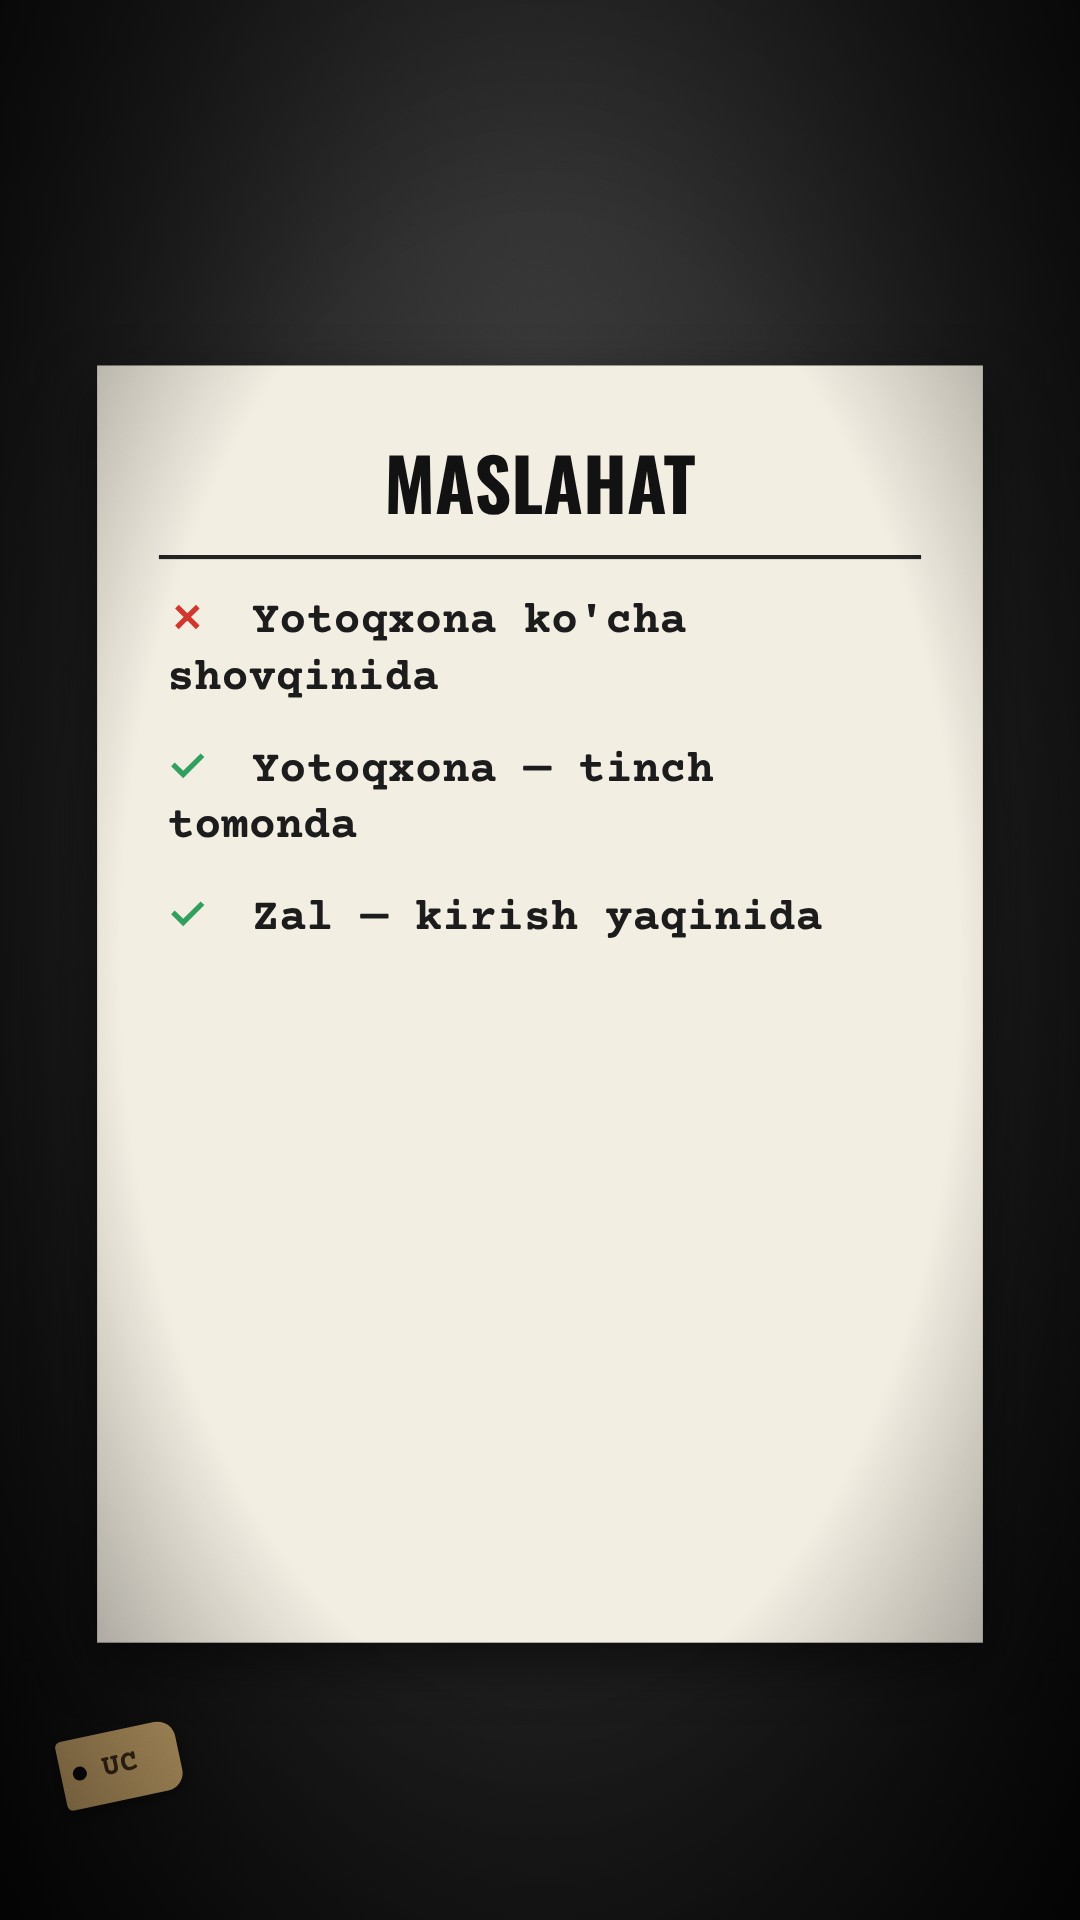 MASLAHAT
✕ Yotoqxona ko'cha
shovqinida
✓ Yotoqxona — tinch
tomonda
✓ Zal — kirish yaqinida
UC